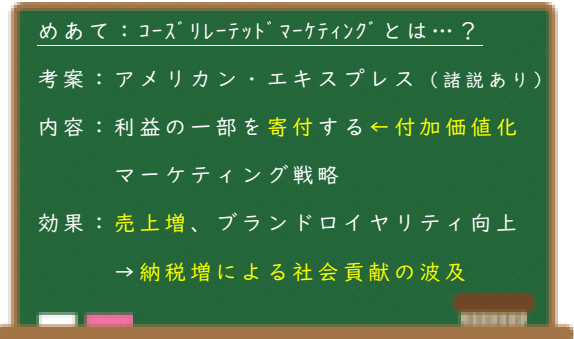 めあて：ｺｰｽﾞﾘﾚｰﾃｯﾄﾞﾏｰｹﾃｨﾝｸﾞとは…？
考案：アメリカン・エキスプレス（諸説あり）
内容：利益の一部を寄付する←付加価値化
マーケティング戦略
効果：売上増、ブランドロイヤリティ向上
→納税増による社会貢献の波及